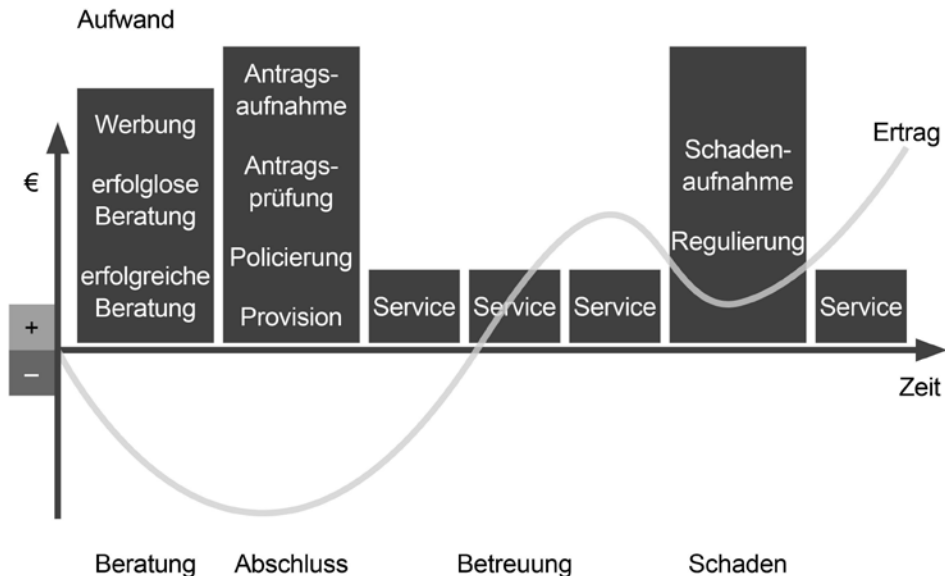 Aufwand
€
+
–
Werbung
erfolglose
Beratung
erfolgreiche
Beratung
Antrags-
aufnahme
Antrags-
prüfung
Policierung
Provision
Service
Service
Service
Schaden-
aufnahme
Regulierung
Service
Ertrag
Zeit
Beratung
Abschluss
Betreuung
Schaden